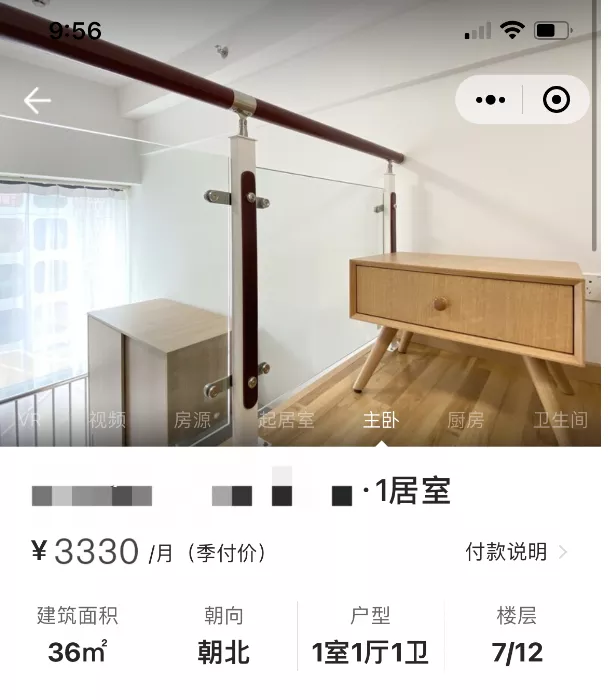 9:56
VR 视频 房源 起居室 主卧 厨房 卫生间
·1居室
¥3330 /月（季付价） 付款说明
建筑面积 朝向 户型 楼层
36㎡ 朝北 1室1厅1卫 7/12